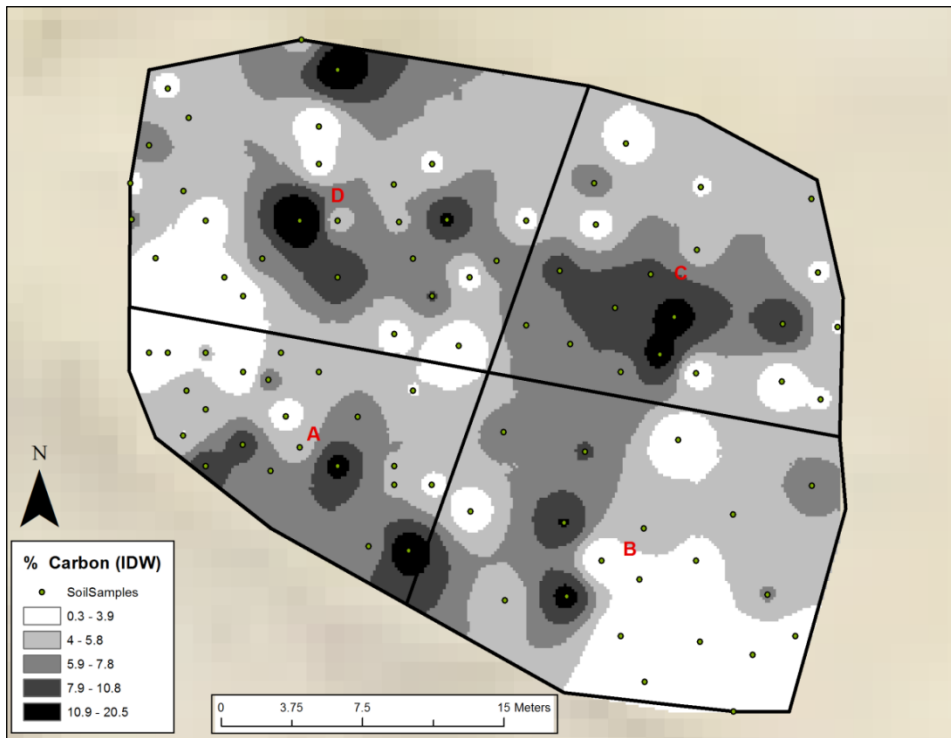 D
C
A
B
N
% Carbon (IDW)
SoilSamples
0.3 - 3.9
4 - 5.8
5.9 - 7.8
7.9 - 10.8
10.9 - 20.5
0 3.75 7.5 15 Meters